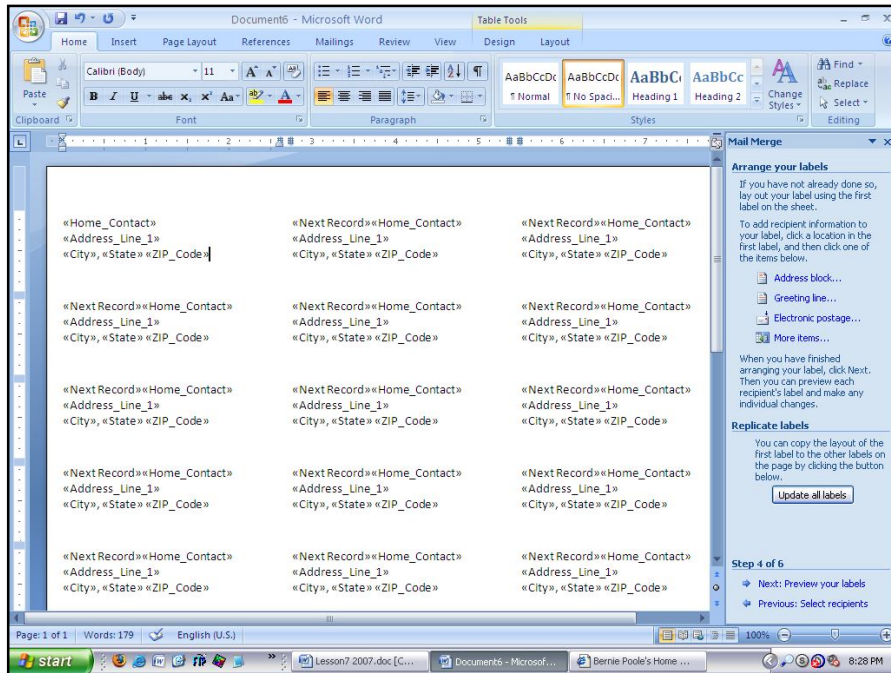 Document6 - Microsoft Word
Table Tools
Home Insert Page Layout References Mailings Review View Design Layout
Paste
Calibri (Body) 11
B I U abc X₂ X² Aa
AaBbCcDc AaBbCcDc AaBbC AaBbCc
¶ Normal ¶ No Spaci... Heading 1 Heading 2
Change Styles
Find
Replace
Select
Clipboard Font Paragraph Styles Editing
1 2 3 4 5 6 7
Mail Merge
Arrange your labels
If you have not already done so,
lay out your label using the first
label on the sheet.
To add recipient information to
your label, click a location in the
first label, and then click one of
the items below.
Address block...
Greeting line...
Electronic postage...
More items...
When you have finished
arranging your label, click Next.
Then you can preview each
recipient's label and make any
individual changes.
Replicate labels
You can copy the layout of the
first label to the other labels on
the page by clicking the button
below.
Update all labels
Step 4 of 6
Next: Preview your labels
Previous: Select recipients
«Home_Contact» «Next Record»«Home_Contact» «Next Record»«Home_Contact»
«Address_Line_1» «Address_Line_1» «Address_Line_1»
«City», «State» «ZIP_Code» «City», «State» «ZIP_Code» «City», «State» «ZIP_Code»
«Next Record»«Home_Contact» «Next Record»«Home_Contact» «Next Record»«Home_Contact»
«Address_Line_1» «Address_Line_1» «Address_Line_1»
«City», «State» «ZIP_Code» «City», «State» «ZIP_Code» «City», «State» «ZIP_Code»
«Next Record»«Home_Contact» «Next Record»«Home_Contact» «Next Record»«Home_Contact»
«Address_Line_1» «Address_Line_1» «Address_Line_1»
«City», «State» «ZIP_Code» «City», «State» «ZIP_Code» «City», «State» «ZIP_Code»
«Next Record»«Home_Contact» «Next Record»«Home_Contact» «Next Record»«Home_Contact»
«Address_Line_1» «Address_Line_1» «Address_Line_1»
«City», «State» «ZIP_Code» «City», «State» «ZIP_Code» «City», «State» «ZIP_Code»
«Next Record»«Home_Contact» «Next Record»«Home_Contact» «Next Record»«Home_Contact»
«Address_Line_1» «Address_Line_1» «Address_Line_1»
«City», «State» «ZIP_Code» «City», «State» «ZIP_Code» «City», «State» «ZIP_Code»
Page: 1 of 1 Words: 179 English (U.S.) 100%
start Lesson7 2007.doc [C... Document6 - Microsof... Bernie Poole's Home ... 8:28 PM